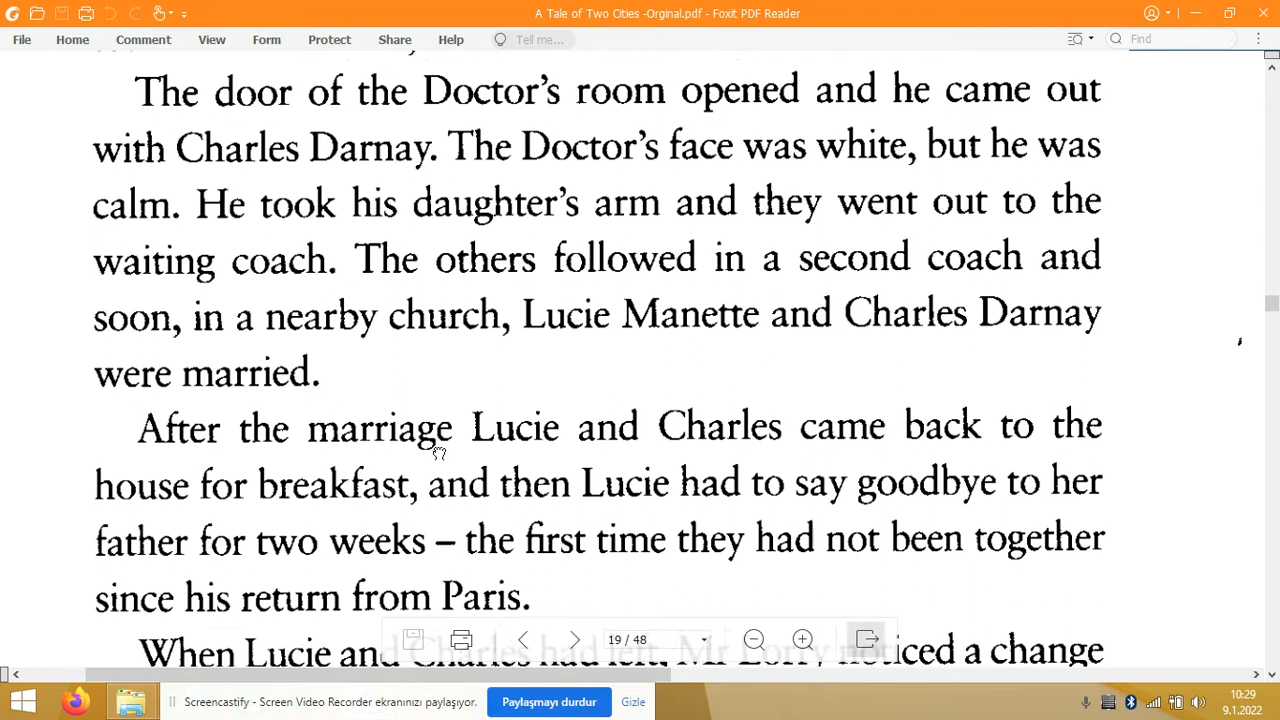 A Tale of Two Cities -Orginal.pdf - Foxit PDF Reader
File Home Comment View Form Protect Share Help Tell me... Find
The door of the Doctor's room opened and he came out
with Charles Darnay. The Doctor's face was white, but he was
calm. He took his daughter's arm and they went out to the
waiting coach. The others followed in a second coach and
soon, in a nearby church, Lucie Manette and Charles Darnay
were married.
After the marriage Lucie and Charles came back to the
house for breakfast, and then Lucie had to say goodbye to her
father for two weeks – the first time they had not been together
since his return from Paris.
When Lucie and Charles had left, Mr Lorry noticed a change
19 / 48
Screencastify - Screen Video Recorder ekranınızı paylaşıyor. Paylaşmayı durdur Gizle
10:29
9.1.2022